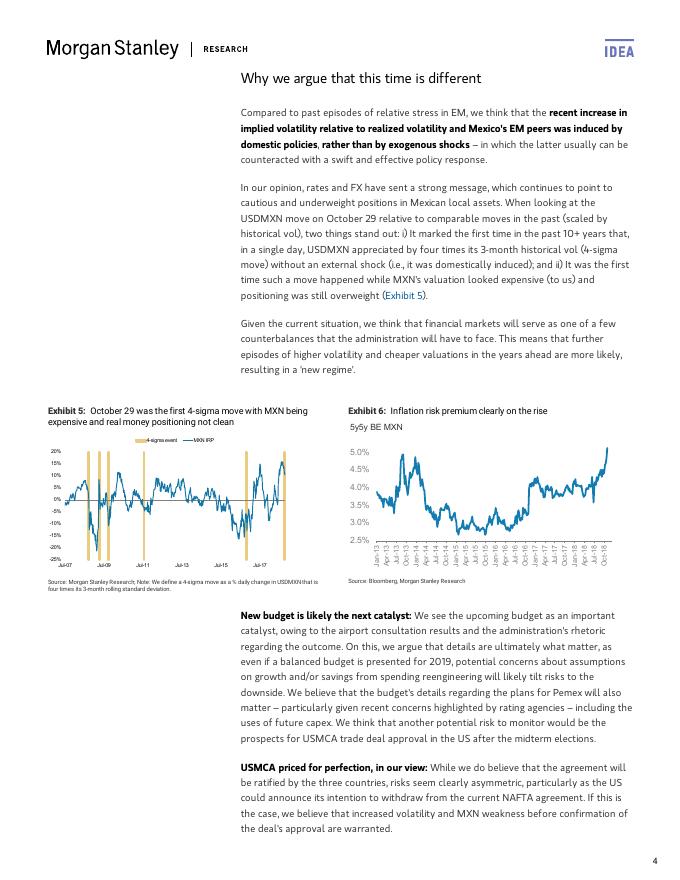 Morgan Stanley | RESEARCH
IDEA
Why we argue that this time is different
Compared to past episodes of relative stress in EM, we think that the recent increase in
implied volatility relative to realized volatility and Mexico's EM peers was induced by
domestic policies, rather than by exogenous shocks – in which the latter usually can be
counteracted with a swift and effective policy response.
In our opinion, rates and FX have sent a strong message, which continues to point to
cautious and underweight positions in Mexican local assets. When looking at the
USDMXN move on October 29 relative to comparable moves in the past (scaled by
historical vol), two things stand out: i) It marked the first time in the past 10+ years that,
in a single day, USDMXN appreciated by four times its 3-month historical vol (4-sigma
move) without an external shock (i.e., it was domestically induced); and ii) It was the first
time such a move happened while MXN's valuation looked expensive (to us) and
positioning was still overweight (Exhibit 5).
Given the current situation, we think that financial markets will serve as one of a few
counterbalances that the administration will have to face. This means that further
episodes of higher volatility and cheaper valuations in the years ahead are more likely,
resulting in a 'new regime'.
Exhibit 5: October 29 was the first 4-sigma move with MXN being
expensive and real money positioning not clean
4-sigma event MXN IRP
20%
15%
10%
5%
0%
-5%
-10%
-15%
-20%
-25%
Jul-07 Jul-09 Jul-11 Jul-13 Jul-15 Jul-17
Source: Morgan Stanley Research; Note: We define a 4-sigma move as a % daily change in USDMXN that is
four times its 3-month rolling standard deviation.
Exhibit 6: Inflation risk premium clearly on the rise
5y5y BE MXN
5.0%
4.5%
4.0%
3.5%
3.0%
2.5%
Jan-13 Apr-13 Jul-13 Oct-13 Jan-14 Apr-14 Jul-14 Oct-14 Jan-15 Apr-15 Jul-15 Oct-15 Jan-16 Apr-16 Jul-16 Oct-16 Jan-17 Apr-17 Jul-17 Oct-17 Jan-18 Apr-18 Jul-18 Oct-18
Source: Bloomberg, Morgan Stanley Research
New budget is likely the next catalyst: We see the upcoming budget as an important
catalyst, owing to the airport consultation results and the administration's rhetoric
regarding the outcome. On this, we argue that details are ultimately what matter, as
even if a balanced budget is presented for 2019, potential concerns about assumptions
on growth and/or savings from spending reengineering will likely tilt risks to the
downside. We believe that the budget's details regarding the plans for Pemex will also
matter – particularly given recent concerns highlighted by rating agencies – including the
uses of future capex. We think that another potential risk to monitor would be the
prospects for USMCA trade deal approval in the US after the midterm elections.
USMCA priced for perfection, in our view: While we do believe that the agreement will
be ratified by the three countries, risks seem clearly asymmetric, particularly as the US
could announce its intention to withdraw from the current NAFTA agreement. If this is
the case, we believe that increased volatility and MXN weakness before confirmation of
the deal's approval are warranted.
4